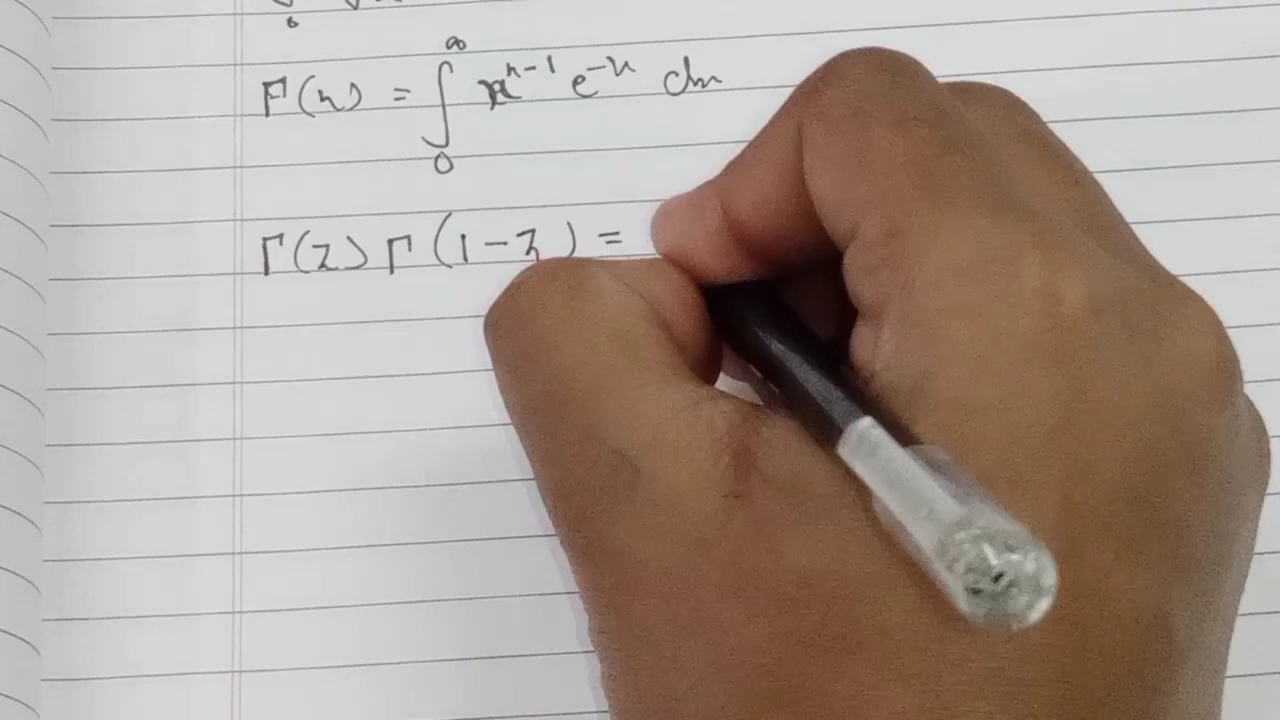 Γ(n) = ∫₀^∞ x^(n-1) e^(-x) dx
Γ(z) Γ(1-z) =